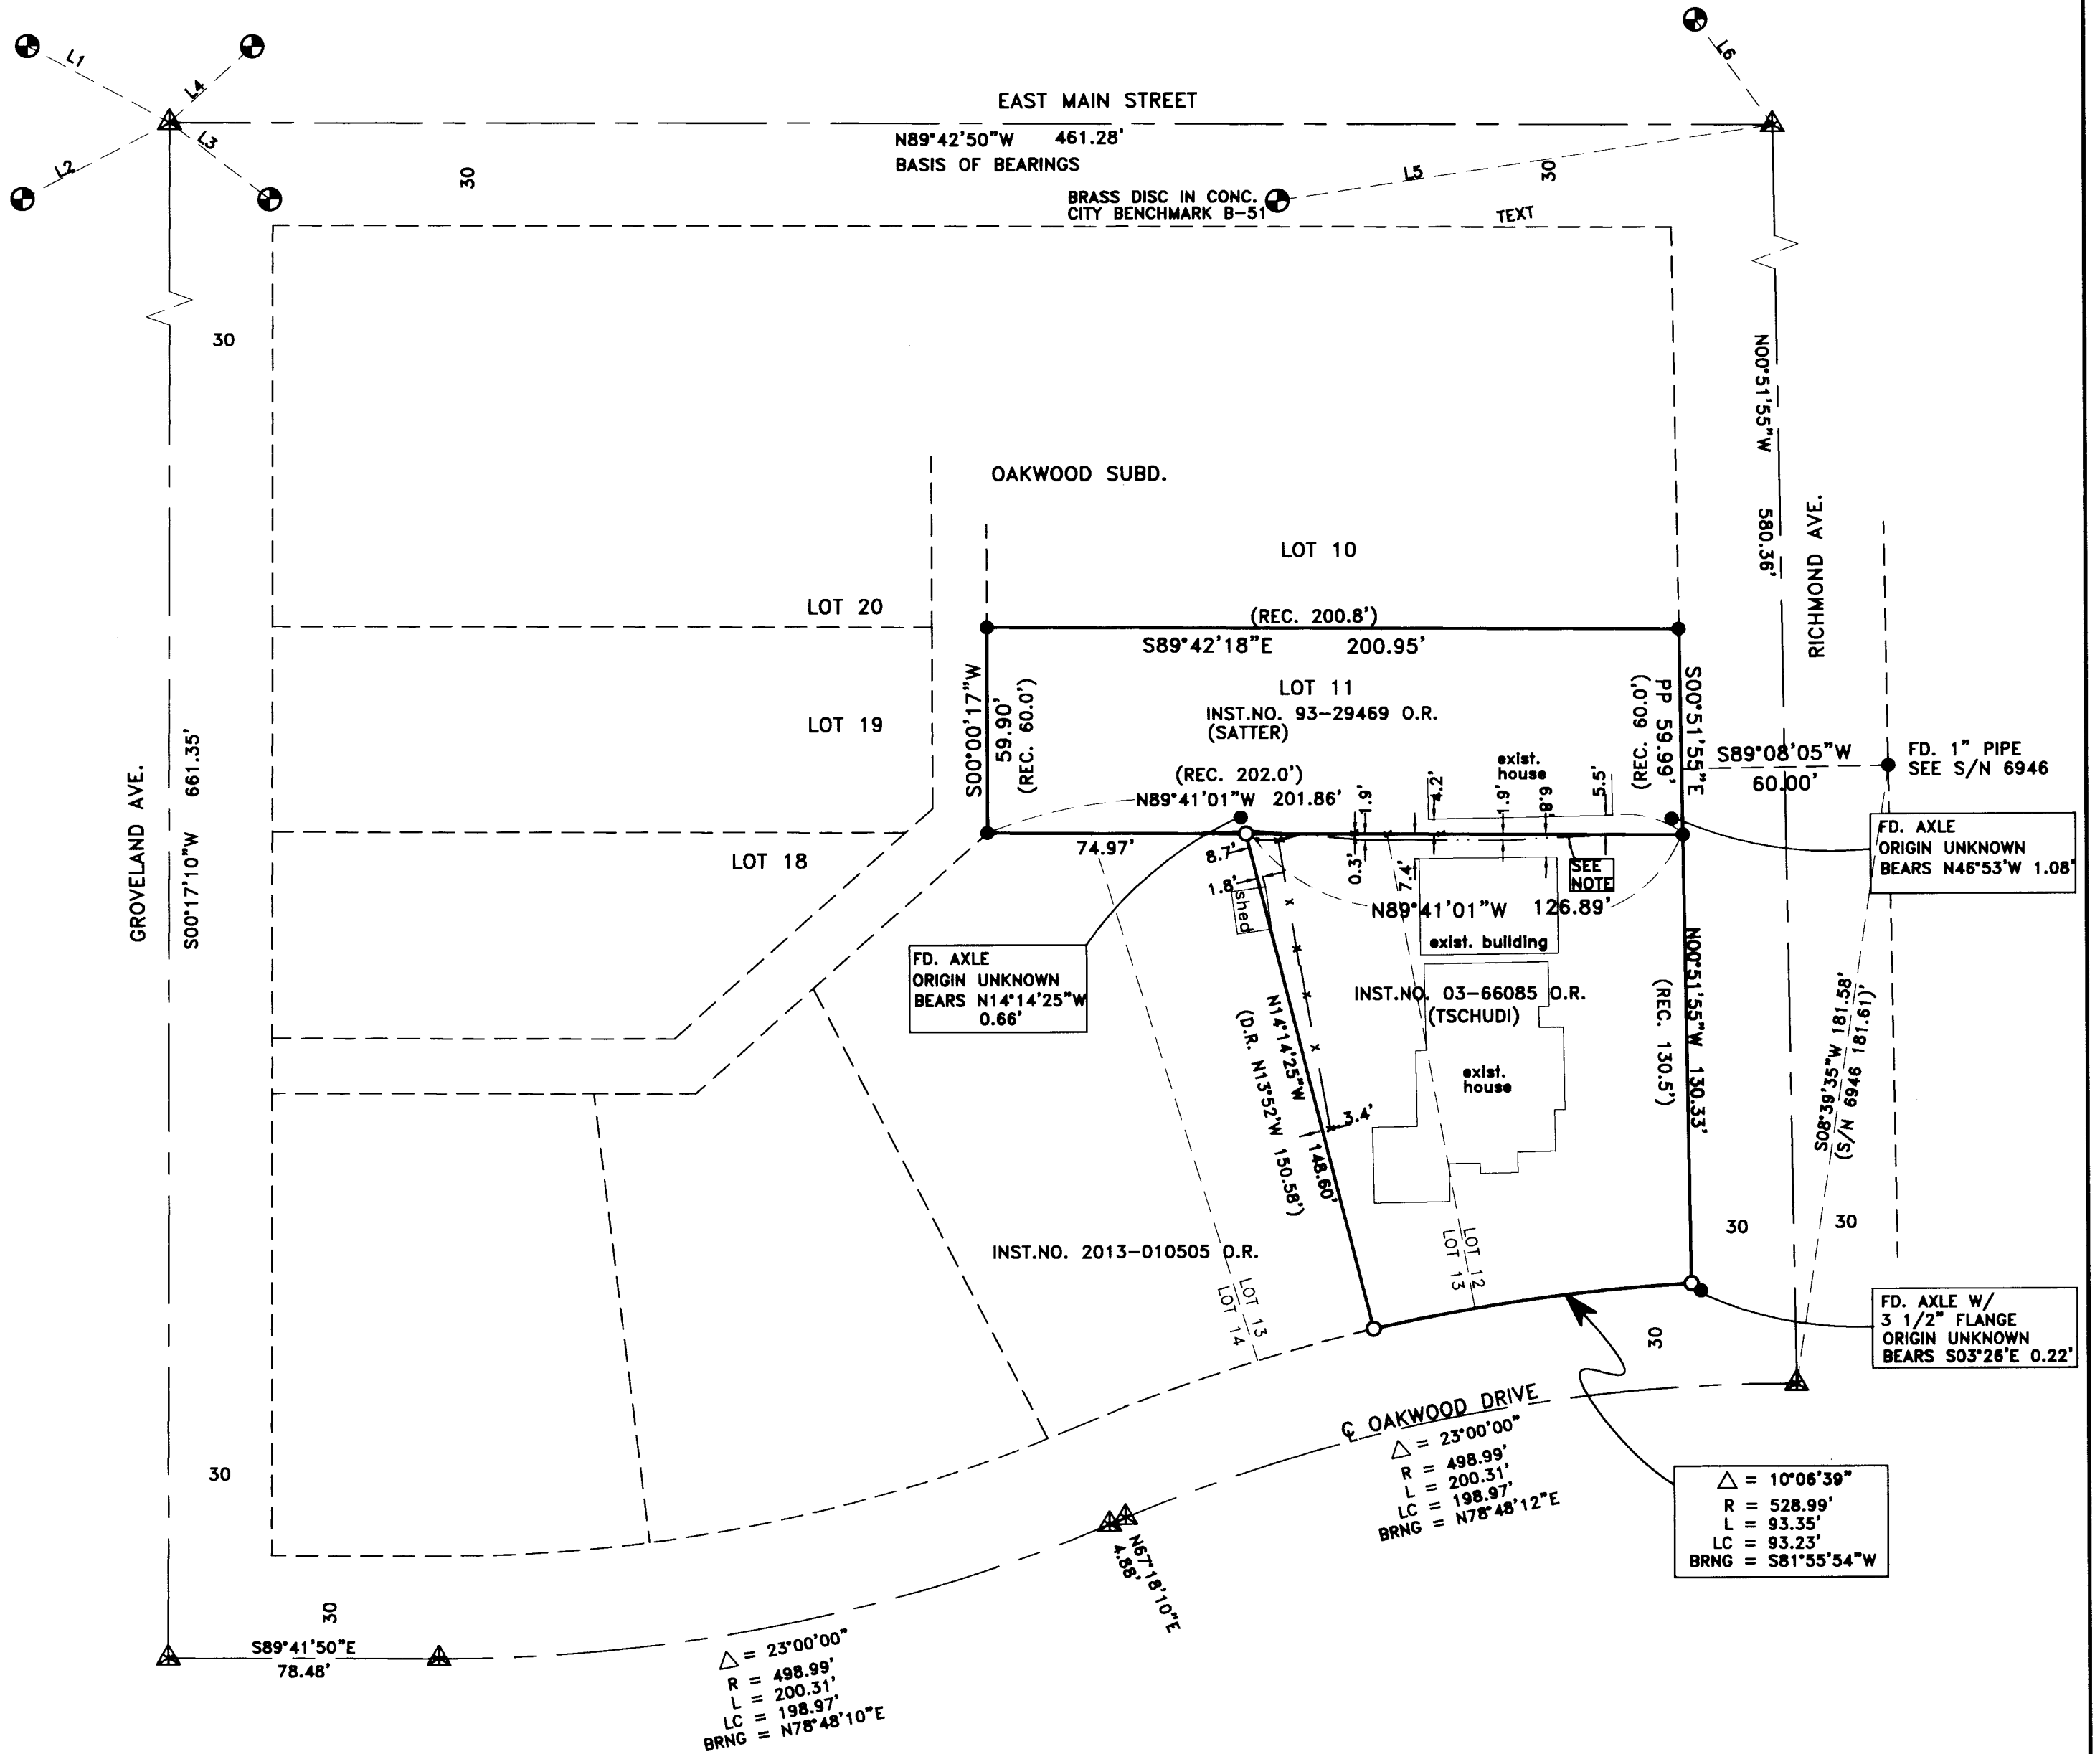 L1
L4
L2
L3
L6
EAST MAIN STREET
N89°42'50"W 461.28'
BASIS OF BEARINGS
30
30
L5
BRASS DISC IN CONC.
CITY BENCHMARK B-51
TEXT
30
N00°51'55"W 580.36'
RICHMOND AVE.
OAKWOOD SUBD.
LOT 10
LOT 20
(REC. 200.8')
S89°42'18"E 200.95'
S00°00'17"W
59.90'
(REC. 60.0')
LOT 11
INST.NO. 93-29469 O.R.
(SATTER)
S00°51'55"E
PP 59.99'
(REC. 60.0')
LOT 19
GROVELAND AVE.
S00°17'10"W 661.35'
S89°08'05"W
60.00'
FD. 1" PIPE
SEE S/N 6946
(REC. 202.0')
N89°41'01"W 201.86'
exist.
house
1.9'
4.2'
1.9'
6.8'
5.5'
FD. AXLE
ORIGIN UNKNOWN
BEARS N46°53'W 1.08'
LOT 18
74.97'
8.7'
1.8'
shed
0.3'
7.4'
SEE
NOTE
N89°41'01"W 126.89'
exist. building
FD. AXLE
ORIGIN UNKNOWN
BEARS N14°14'25"W
0.66'
INST.NO. 03-66085 O.R.
(TSCHUDI)
N00°51'55"W 130.33'
(REC. 130.5')
N14°14'25"W 148.60'
(D.R. N13°52'W 150.58')
exist.
house
3.4'
S08°39'35"W 181.58'
(S/N 6946 181.61)'
INST.NO. 2013-010505 O.R.
LOT 13
LOT 14
LOT 12
LOT 13
30
30
30
FD. AXLE W/
3 1/2" FLANGE
ORIGIN UNKNOWN
BEARS S03°26'E 0.22'
℄ OAKWOOD DRIVE
△ = 23°00'00"
R = 498.99'
L = 200.31'
LC = 198.97'
BRNG = N78°48'12"E
△ = 10°06'39"
R = 528.99'
L = 93.35'
LC = 93.23'
BRNG = S81°55'54"W
30
N67°18'10"E
4.88'
30
S89°41'50"E
78.48'
△ = 23°00'00"
R = 498.99'
L = 200.31'
LC = 198.97'
BRNG = N78°48'10"E